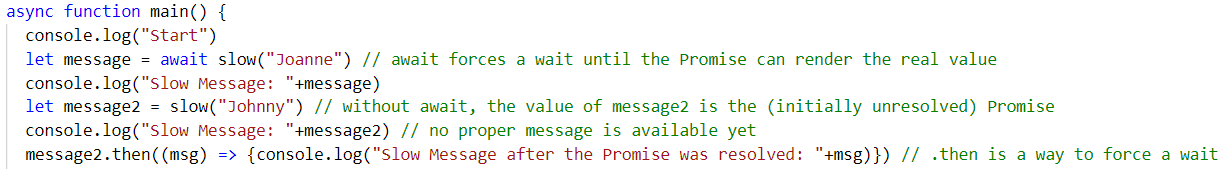 async function main() {
console.log("Start")
let message = await slow("Joanne") // await forces a wait until the Promise can render the real value
console.log("Slow Message: "+message)
let message2 = slow("Johnny") // without await, the value of message2 is the (initially unresolved) Promise
console.log("Slow Message: "+message2) // no proper message is available yet
message2.then((msg) => {console.log("Slow Message after the Promise was resolved: "+msg)}) // .then is a way to force a wait